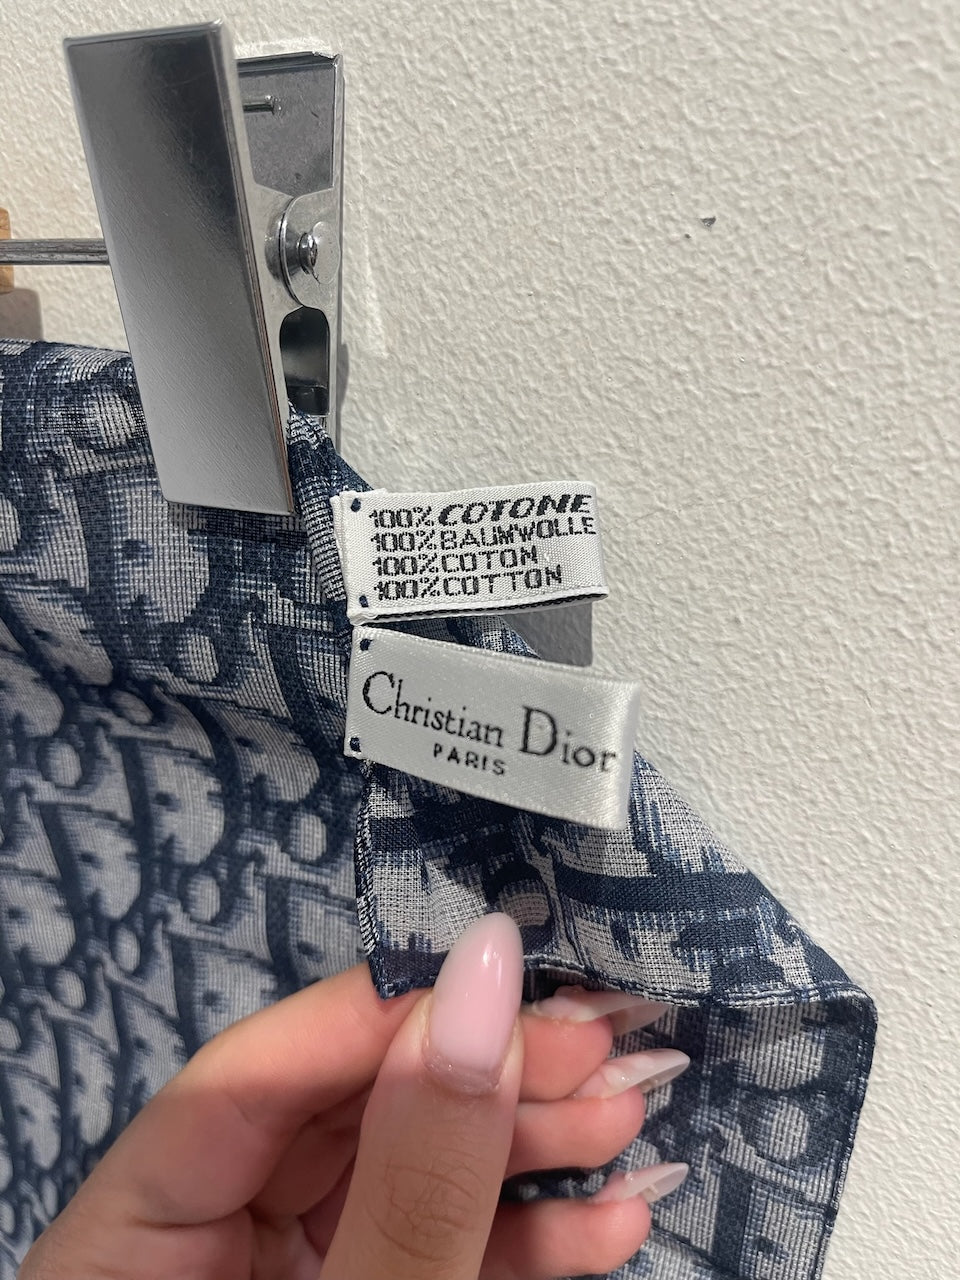 100% COTONE
100% BAUMWOLLE
100% COTON
100% COTTON
Christian Dior
PARIS